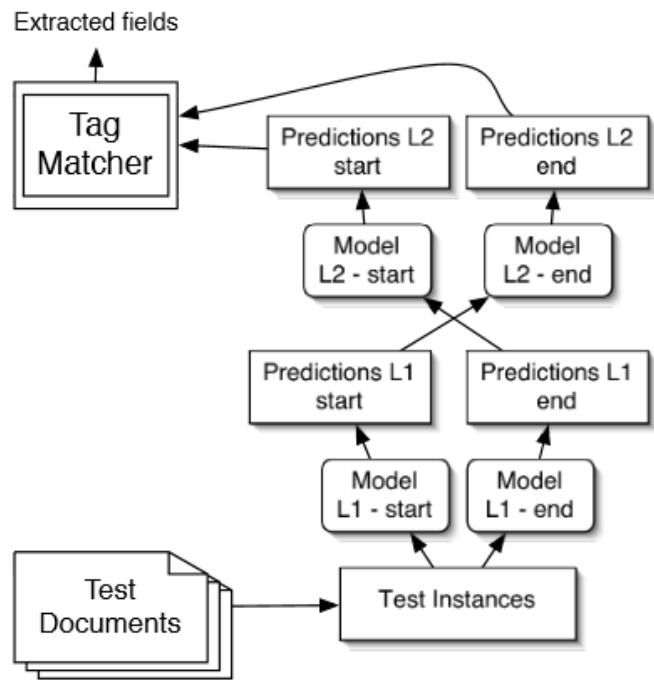 Extracted fields
Tag
Matcher
Predictions L2
start
Predictions L2
end
Model
L2 - start
Model
L2 - end
Predictions L1
start
Predictions L1
end
Model
L1 - start
Model
L1 - end
Test
Documents
Test Instances